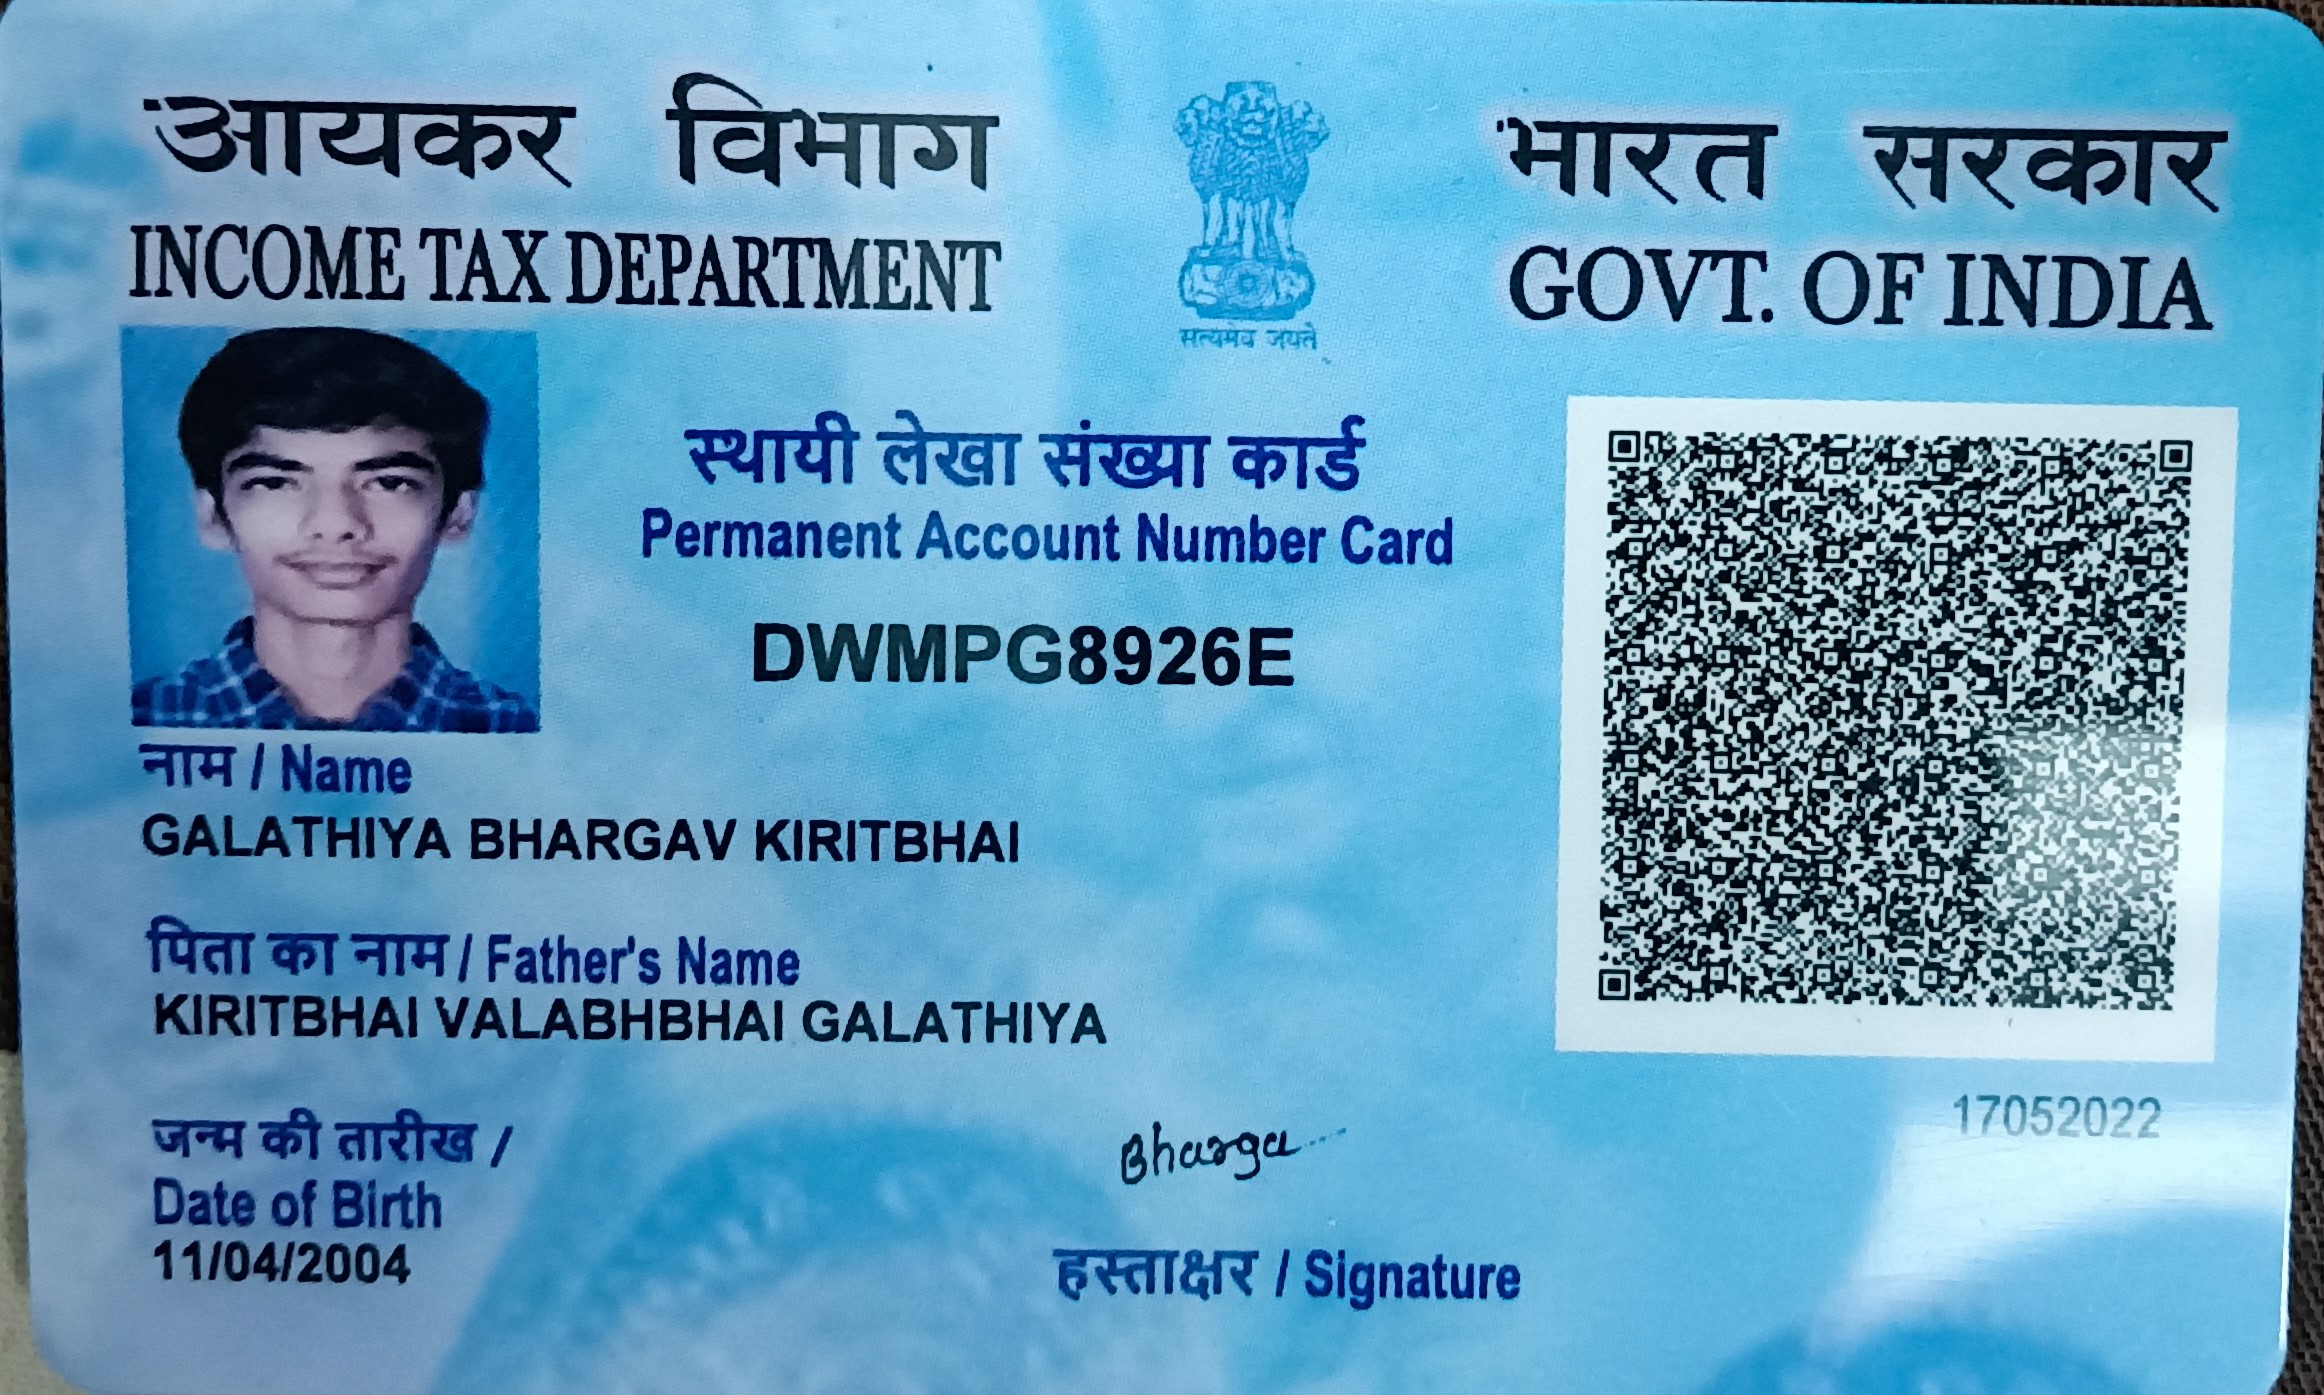 आयकर विभाग
INCOME TAX DEPARTMENT
सत्यमेव जयते
भारत सरकार
GOVT. OF INDIA
स्थायी लेखा संख्या कार्ड
Permanent Account Number Card
DWMPG8926E
नाम / Name
GALATHIYA BHARGAV KIRITBHAI
पिता का नाम / Father's Name
KIRITBHAI VALABHBHAI GALATHIYA
जन्म की तारीख /
Date of Birth
11/04/2004
17052022
Bharga
हस्ताक्षर / Signature